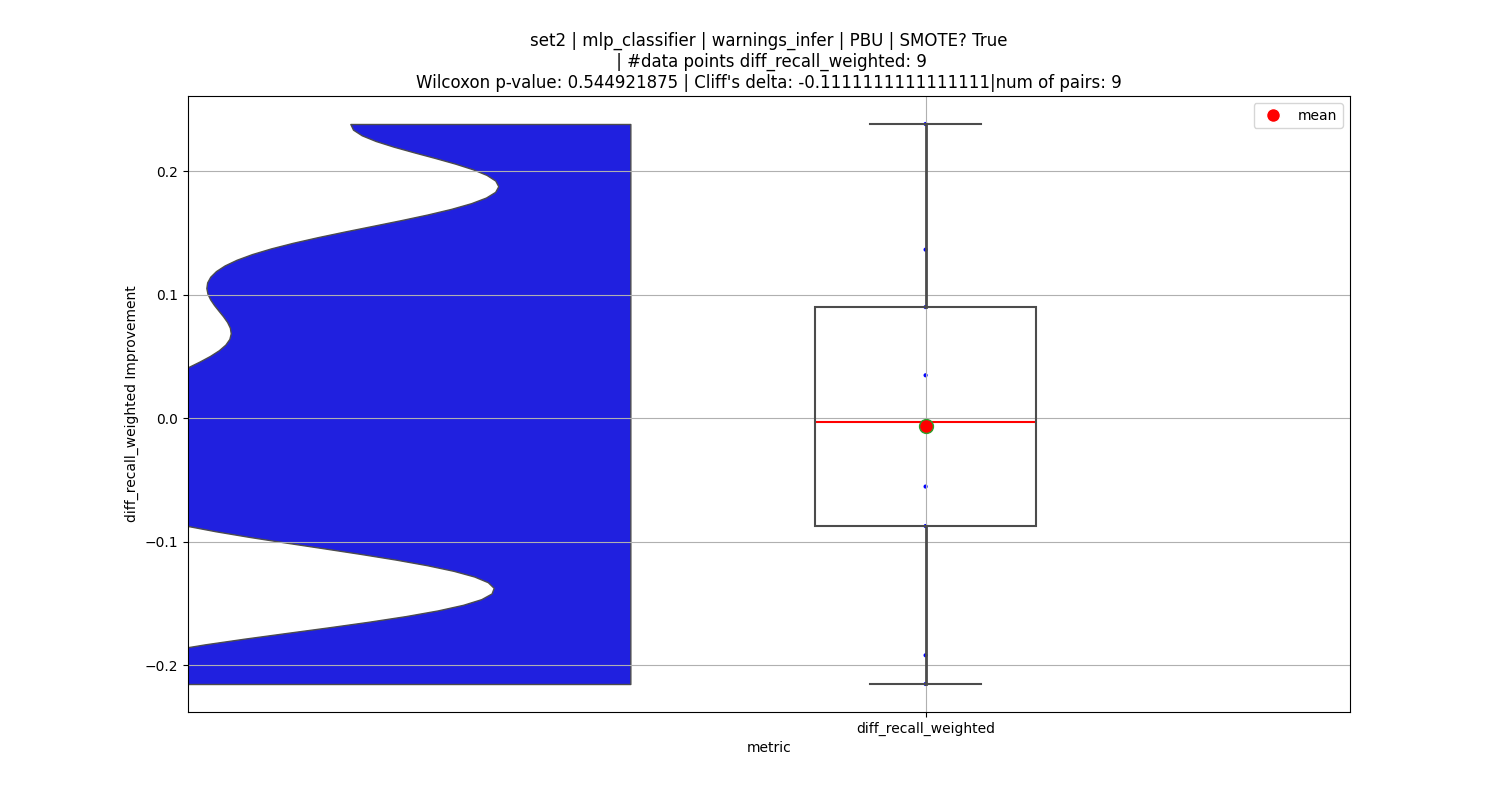 set2 | mlp_classifier | warnings_infer | PBU | SMOTE? True
| #data points diff_recall_weighted: 9
Wilcoxon p-value: 0.544921875 | Cliff's delta: -0.1111111111111111|num of pairs: 9
mean
0.2
0.1
0.0
−0.1
−0.2
diff_recall_weighted Improvement
diff_recall_weighted
metric